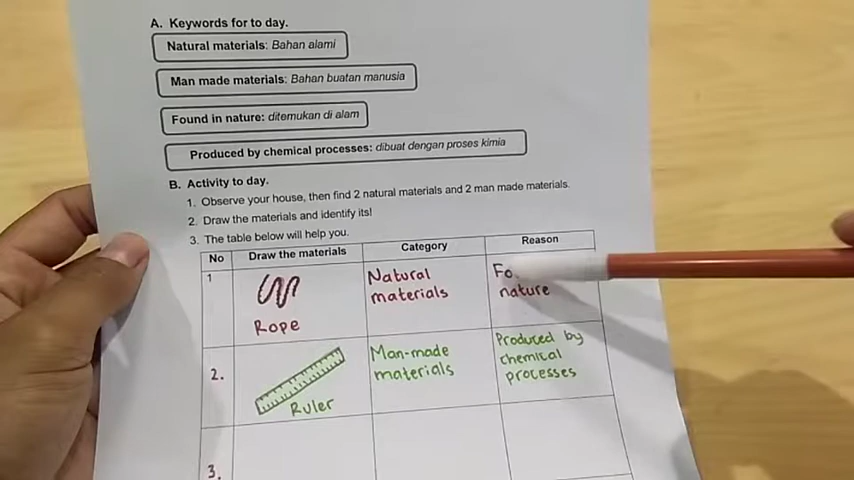 A. Keywords for to day.
Natural materials: Bahan alami
Man made materials: Bahan buatan manusia
Found in nature: ditemukan di alam
Produced by chemical processes: dibuat dengan proses kimia
B. Activity to day.
1. Observe your house, then find 2 natural materials and 2 man made materials.
2. Draw the materials and identify its!
3. The table below will help you.
No Draw the materials Category Reason
1
Rope
Natural
materials
nature
2.
Ruler
Man-made
materials
Produced by
chemical
processes
3.